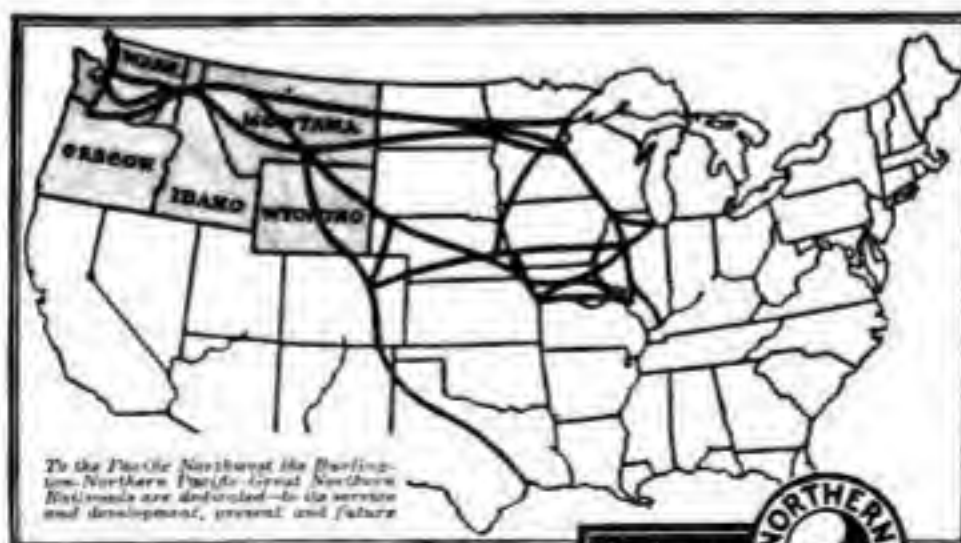 WASH.
MONTANA
OREGON
IDAHO
WYOMING
To the Pacific Northwest the Burling-
ton-Northern Pacific-Great Northern
Railroads are dedicated—to its service
and development, present and future
NORTHERN